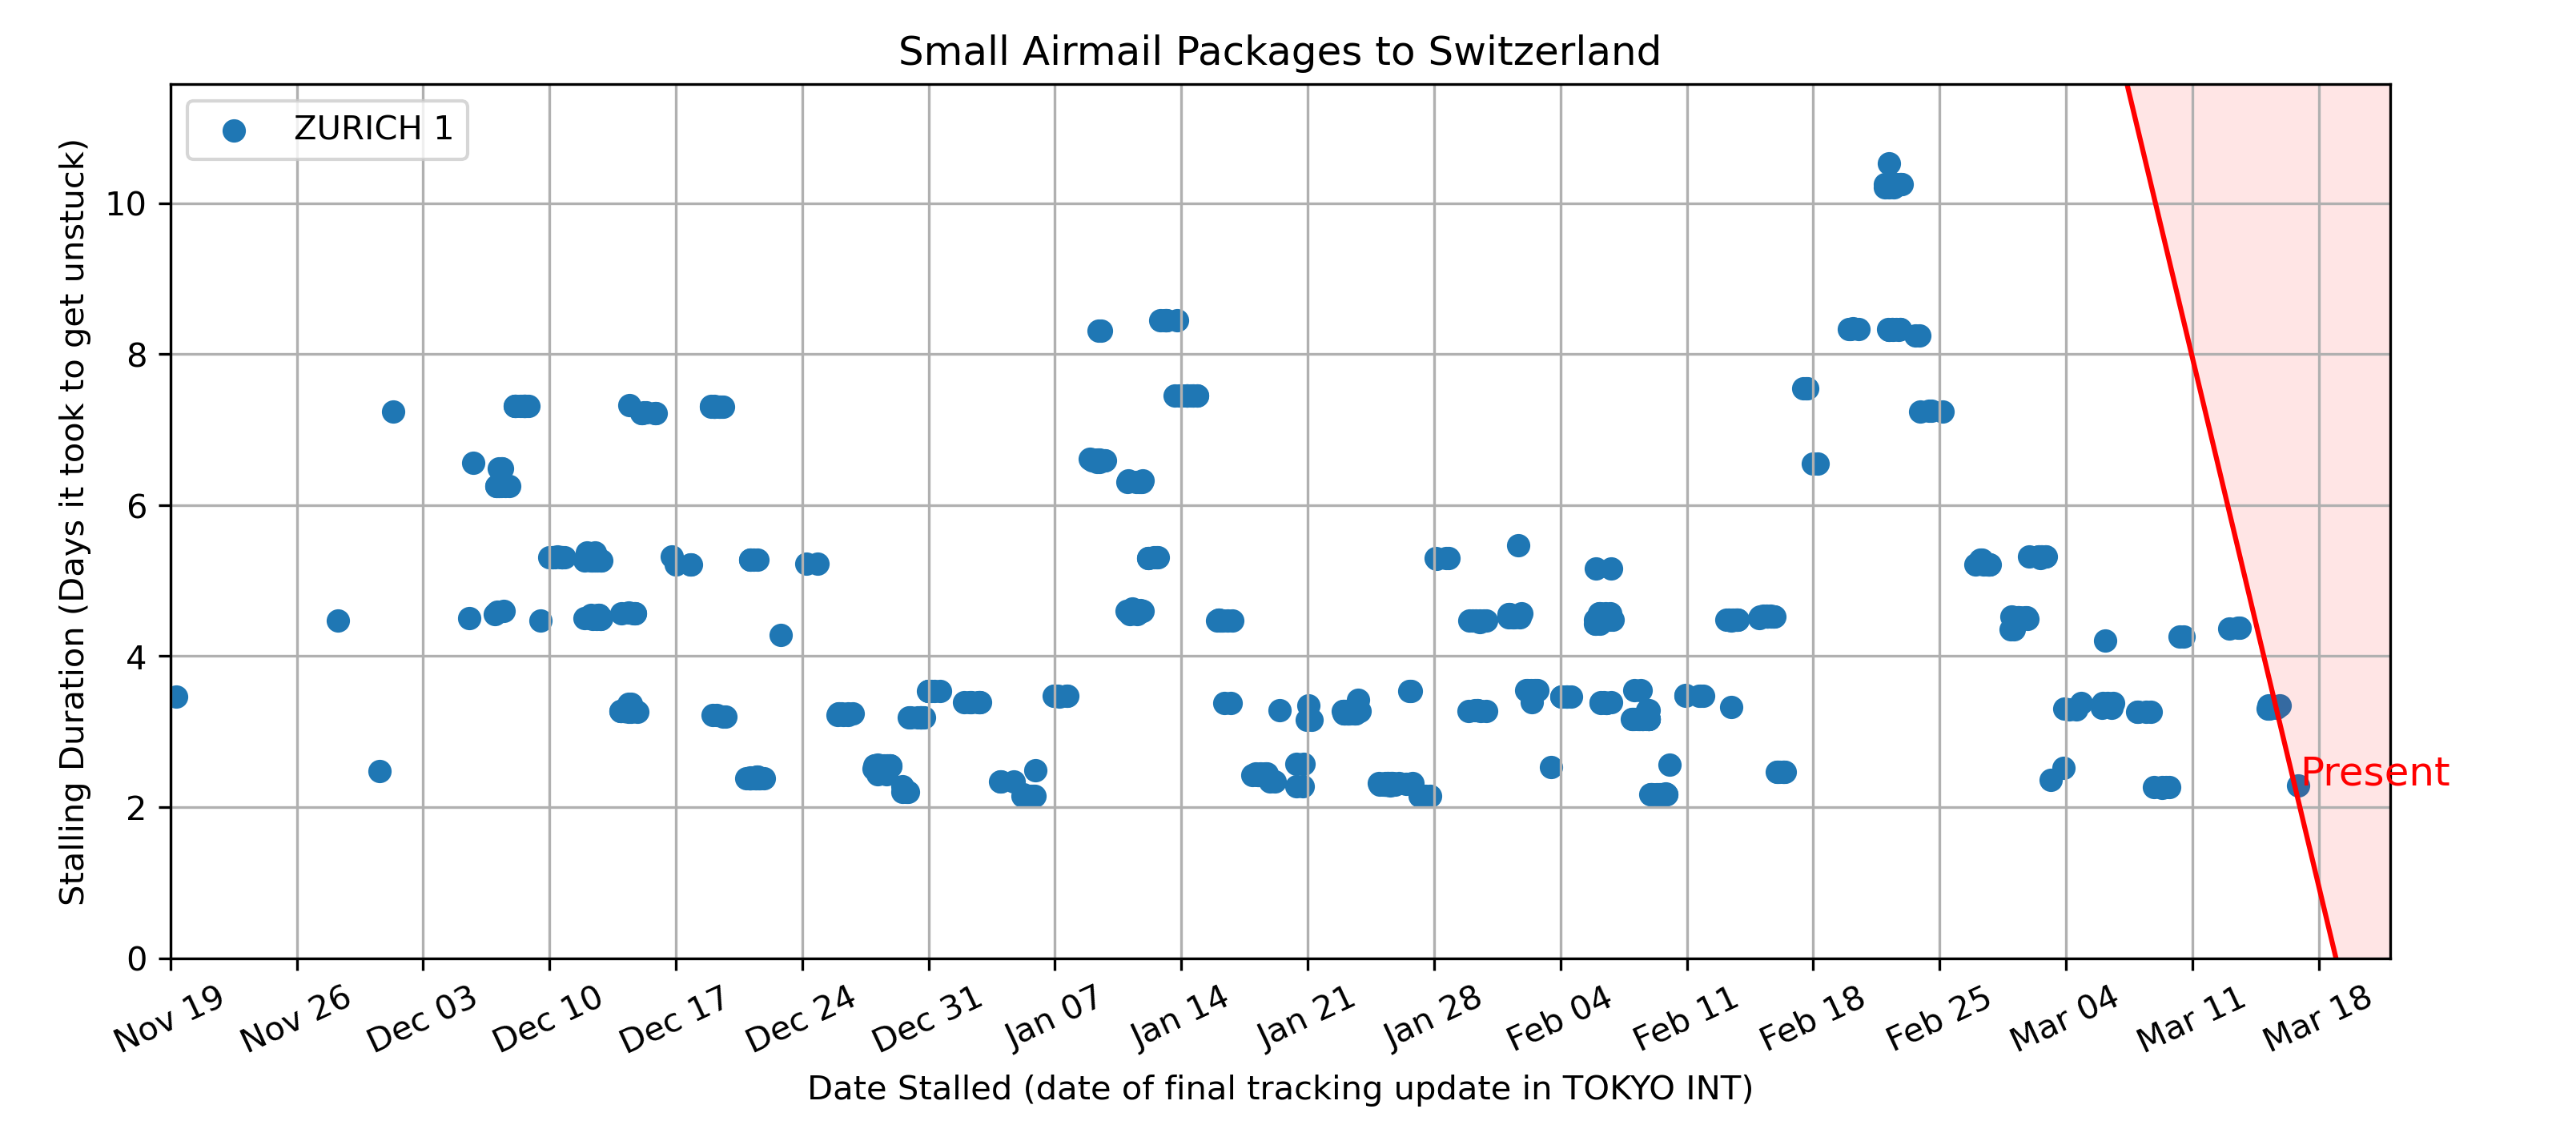 Small Airmail Packages to Switzerland
ZURICH 1
Stalling Duration (Days it took to get unstuck)
10
8
6
4
2
0
Present
Nov 19
Nov 26
Dec 03
Dec 10
Dec 17
Dec 24
Dec 31
Jan 07
Jan 14
Jan 21
Jan 28
Feb 04
Feb 11
Feb 18
Feb 25
Mar 04
Mar 11
Mar 18
Date Stalled (date of final tracking update in TOKYO INT)